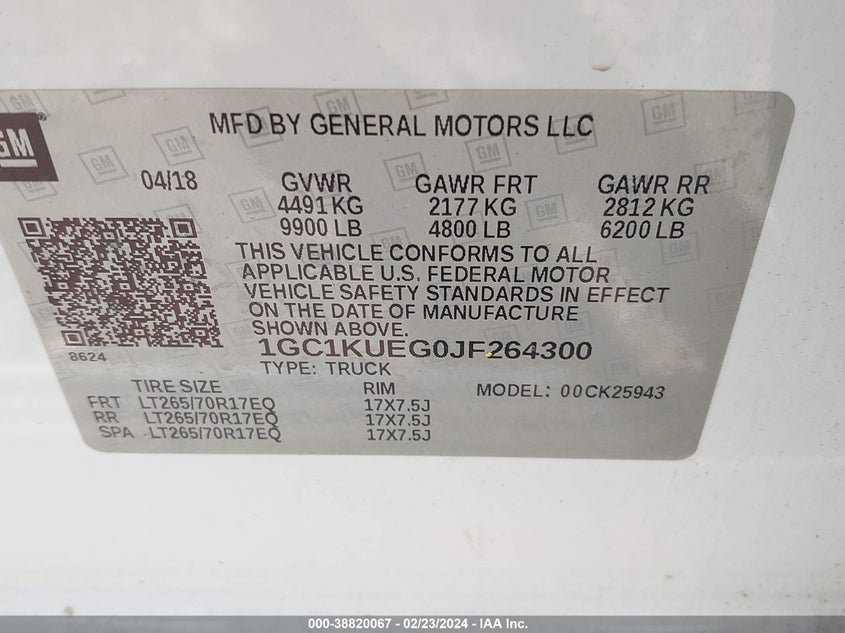 GM
MFD BY GENERAL MOTORS LLC
04/18 GVWR GAWR FRT GAWR RR
4491 KG 2177 KG 2812 KG
9900 LB 4800 LB 6200 LB
THIS VEHICLE CONFORMS TO ALL
APPLICABLE U.S. FEDERAL MOTOR
VEHICLE SAFETY STANDARDS IN EFFECT
ON THE DATE OF MANUFACTURE
SHOWN ABOVE.
8624 1GC1KUEG0JF264300
TYPE: TRUCK
TIRE SIZE RIM MODEL: 00CK25943
FRT LT265/70R17EQ 17X7.5J
RR LT265/70R17EQ 17X7.5J
SPA LT265/70R17EQ 17X7.5J
000-38820067 - 02/23/2024 - IAA Inc.